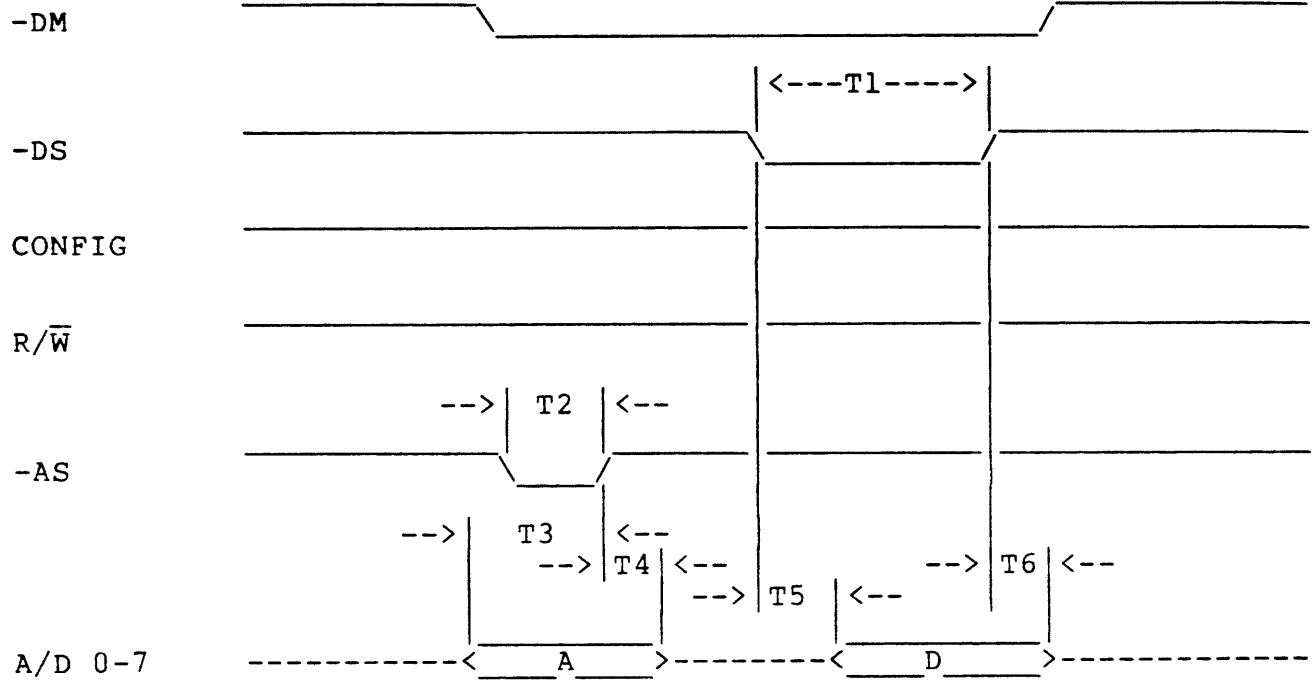 -DM
<---T1---->
-DS
CONFIG
R/W̅
--> T2 <--
-AS
--> T3 <--
--> T4 <--
--> T6 <--
--> T5 <--
A/D 0-7 -----------< A >-----------< D >-------------